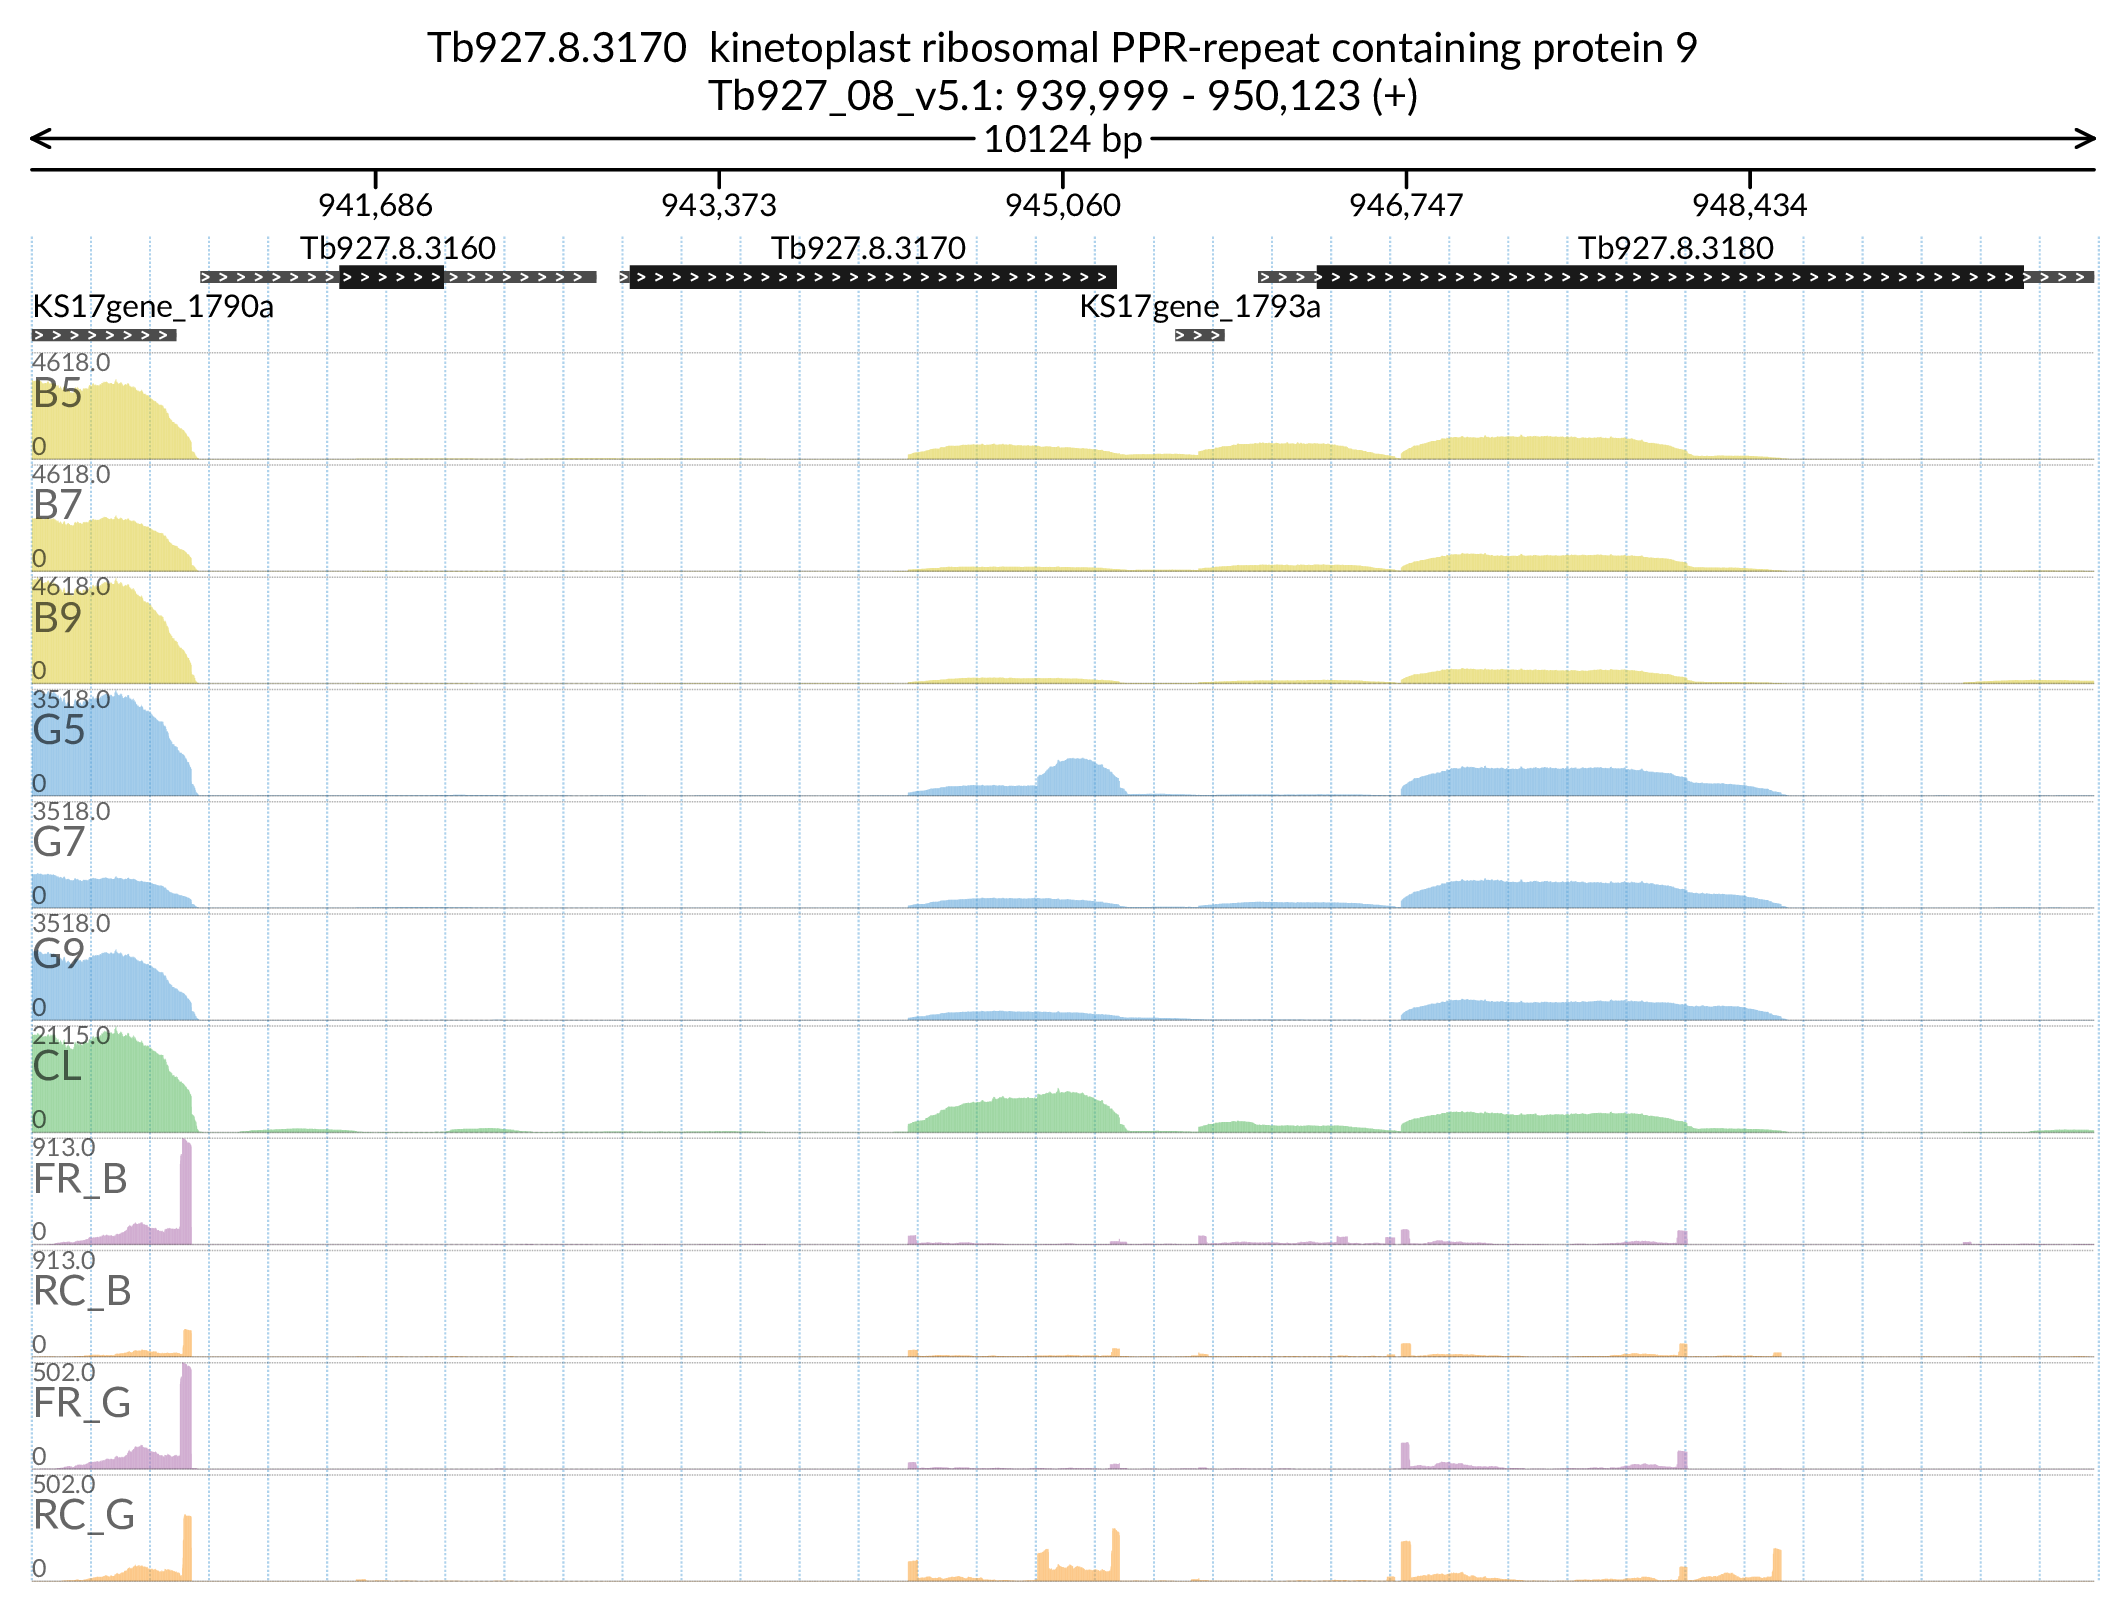 Tb927.8.3170  kinetoplast ribosomal PPR-repeat containing protein 9
Tb927_08_v5.1: 939,999 - 950,123 (+)
10124 bp
941,686 943,373 945,060 946,747 948,434
Tb927.8.3160 Tb927.8.3170 Tb927.8.3180
KS17gene_1790a KS17gene_1793a
4618.0
B5
0
4618.0
B7
0
4618.0
B9
0
3518.0
G5
0
3518.0
G7
0
3518.0
G9
0
2115.0
CL
0
913.0
FR_B
0
913.0
RC_B
0
502.0
FR_G
0
502.0
RC_G
0